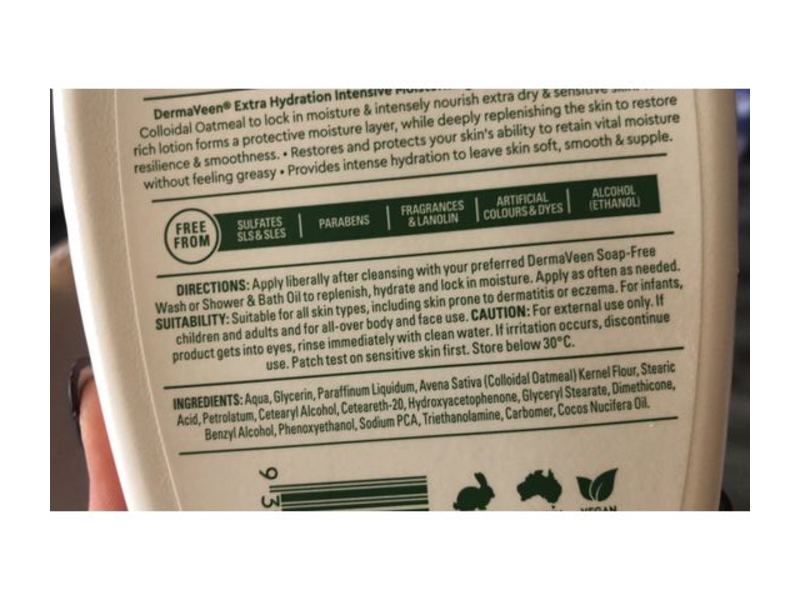 DermaVeen® Extra Hydration Intensive
Colloidal Oatmeal to lock in moisture & intensely nourish extra dry & sensitive
rich lotion forms a protective moisture layer, while deeply replenishing the skin to restore
resilience & smoothness. • Restores and protects your skin's ability to retain vital moisture
without feeling greasy • Provides intense hydration to leave skin soft, smooth & supple.
FREE
FROM
SULFATES
SLS & SLES
PARABENS
FRAGRANCES
& LANOLIN
ARTIFICIAL
COLOURS & DYES
ALCOHOL
(ETHANOL)
DIRECTIONS: Apply liberally after cleansing with your preferred DermaVeen Soap-Free
Wash or Shower & Bath Oil to replenish, hydrate and lock in moisture. Apply as often as needed.
SUITABILITY: Suitable for all skin types, including skin prone to dermatitis or eczema. For infants,
children and adults and for all-over body and face use. CAUTION: For external use only. If
product gets into eyes, rinse immediately with clean water. If irritation occurs, discontinue
use. Patch test on sensitive skin first. Store below 30°C.
INGREDIENTS: Aqua, Glycerin, Paraffinum Liquidum, Avena Sativa (Colloidal Oatmeal) Kernel Flour, Stearic
Acid, Petrolatum, Cetearyl Alcohol, Ceteareth-20, Hydroxyacetophenone, Glyceryl Stearate, Dimethicone,
Benzyl Alcohol, Phenoxyethanol, Sodium PCA, Triethanolamine, Carbomer, Cocos Nucifera Oil.
9 3
VEGAN